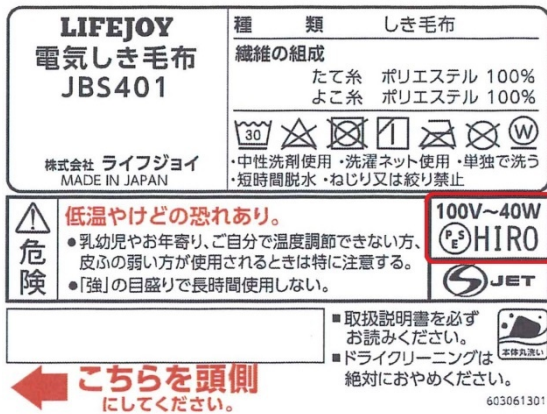 LIFEJOY
電気しき毛布
JBS401
株式会社 ライフジョイ
MADE IN JAPAN
種 類 しき毛布
繊維の組成
たて糸 ポリエステル 100%
よこ糸 ポリエステル 100%
30
W
・中性洗剤使用 ・洗濯ネット使用 ・単独で洗う
・短時間脱水 ・ねじり又は絞り禁止
危険
低温やけどの恐れあり。
●乳幼児やお年寄り、ご自分で温度調節できない方、
皮ふの弱い方が使用されるときは特に注意する。
●「強」の目盛りで長時間使用しない。
100V～40W
PSE HIRO
S JET
こちらを頭側
にしてください。
■取扱説明書を必ず
お読みください。
■ドライクリーニングは
絶対におやめください。
本体丸洗い
603061301